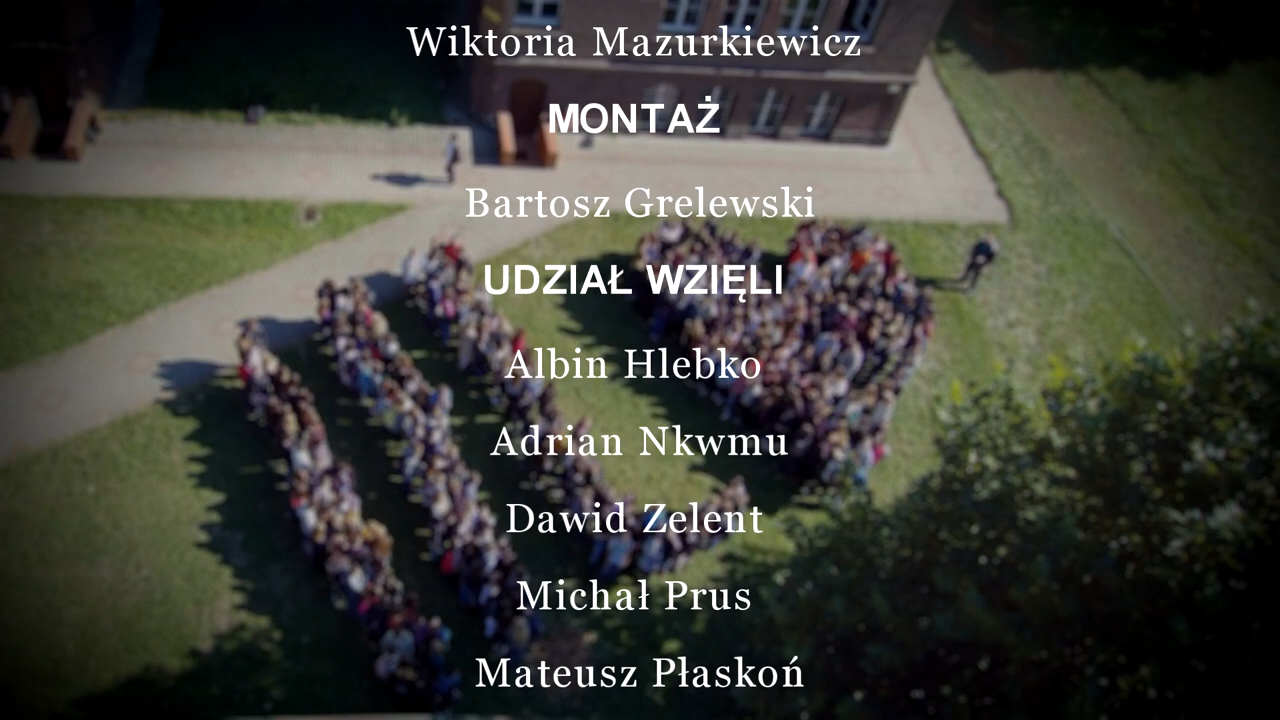 Wiktoria Mazurkiewicz
MONTAŻ
Bartosz Grelewski
UDZIAŁ WZIĘLI
Albin Hlebko
Adrian Nkwmu
Dawid Zelent
Michał Prus
Mateusz Płaskoń